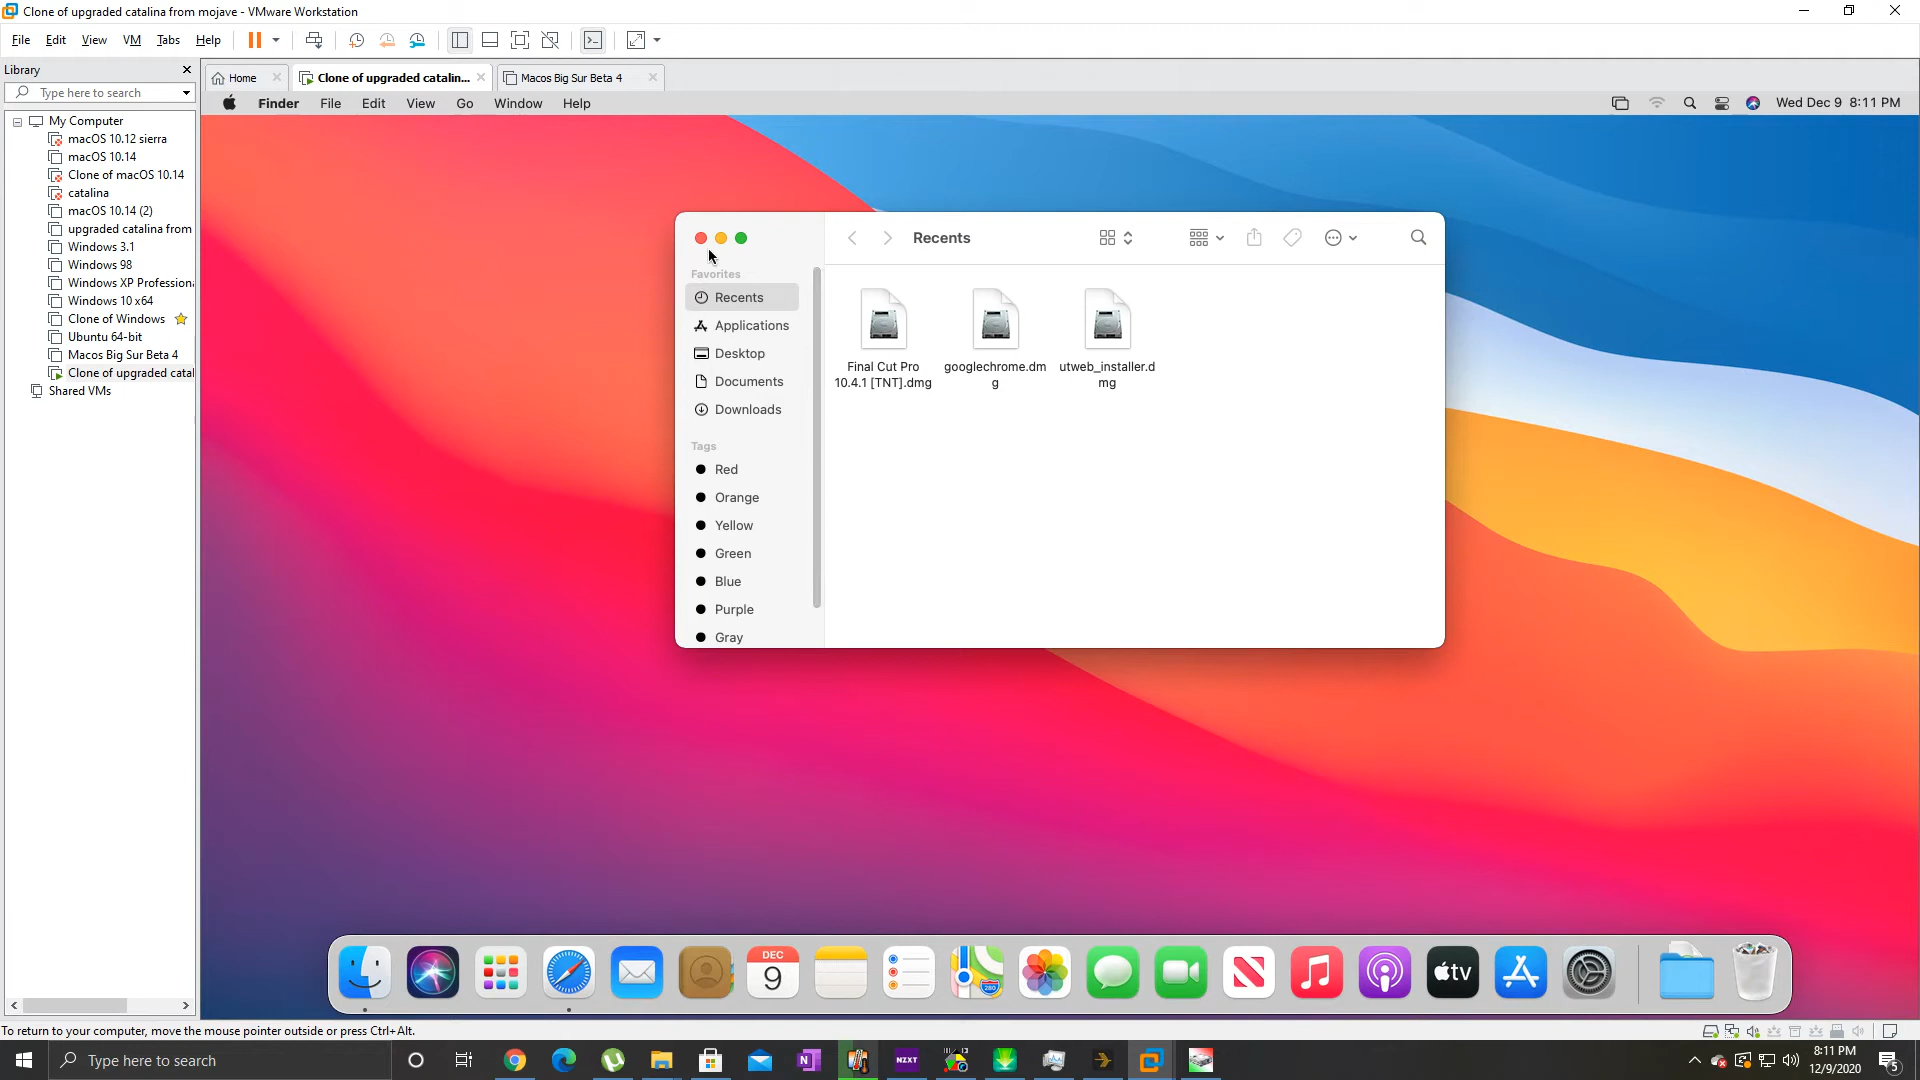 Clone of upgraded catalina from mojave - VMware Workstation
File Edit View VM Tabs Help
Library
Type here to search
Home
Clone of upgraded catalin...
Macos Big Sur Beta 4
Finder File Edit View Go Window Help
Wed Dec 9 8:11 PM
My Computer
macOS 10.12 sierra
macOS 10.14
Clone of macOS 10.14
catalina
macOS 10.14 (2)
upgraded catalina from
Windows 3.1
Windows 98
Windows XP Professiona
Windows 10 x64
Clone of Windows
Ubuntu 64-bit
Macos Big Sur Beta 4
Clone of upgraded catal
Shared VMs
Recents
Favorites
Recents
Applications
Desktop
Documents
Downloads
Tags
Red
Orange
Yellow
Green
Blue
Purple
Gray
Final Cut Pro
10.4.1 [TNT].dmg
googlechrome.dm
g
utweb_installer.d
mg
DEC
9
280
tv
To return to your computer, move the mouse pointer outside or press Ctrl+Alt.
Type here to search
N
NZXT
8:11 PM
12/9/2020
5